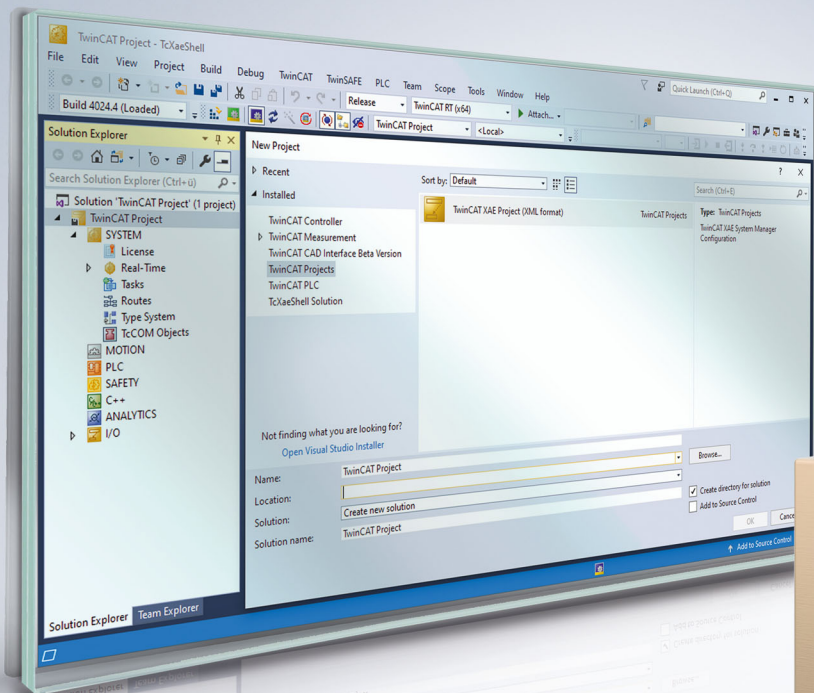 TwinCAT Project - TcXaeShell
File Edit View Project Build Debug TwinCAT TwinSAFE PLC Team Scope Tools Window Help
Quick Launch (Ctrl+Q)
Release TwinCAT RT (x64) Attach...
Build 4024.4 (Loaded) TwinCAT Project <Local>
Solution Explorer
Search Solution Explorer (Ctrl+ü)
Solution 'TwinCAT Project' (1 project)
TwinCAT Project
SYSTEM
License
Real-Time
Tasks
Routes
Type System
TcCOM Objects
MOTION
PLC
SAFETY
C++
ANALYTICS
I/O
Solution Explorer Team Explorer
New Project
? X
Recent
Installed
TwinCAT Controller
TwinCAT Measurement
TwinCAT CAD Interface Beta Version
TwinCAT Projects
TwinCAT PLC
TcXaeShell Solution
Not finding what you are looking for?
Open Visual Studio Installer
Sort by: Default
Search (Ctrl+E)
TwinCAT XAE Project (XML format) TwinCAT Projects
Type: TwinCAT Projects
TwinCAT XAE System Manager
Configuration
Name: TwinCAT Project
Location: Browse...
Solution: Create new solution
Solution name: TwinCAT Project
Create directory for solution
Add to Source Control
OK
Add to Source Control